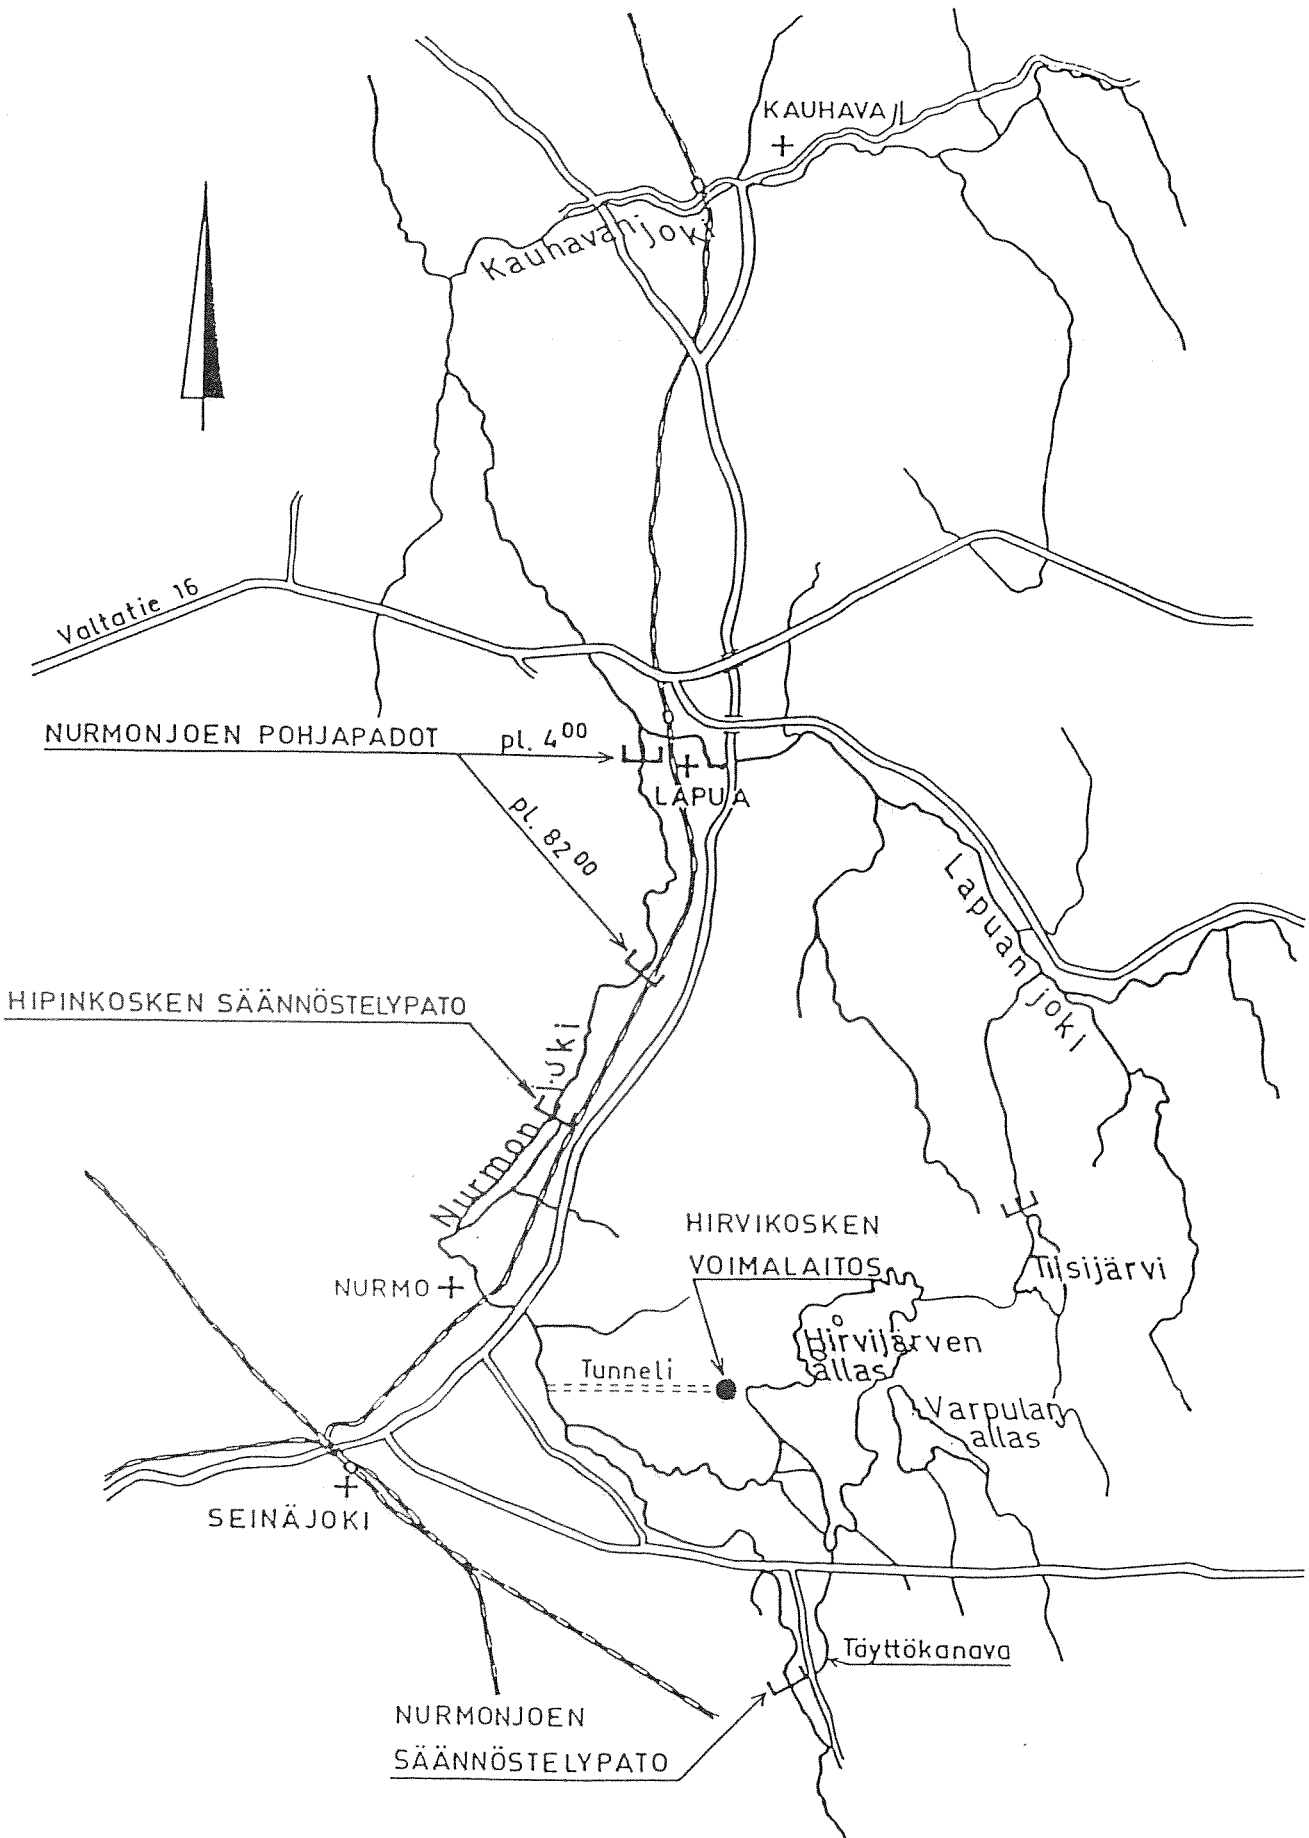 KAUHAVA
Kauhavanjoki
Valtatie 16
NURMONJOEN POHJAPADOT
pl. 4⁰⁰
LAPUA
pl. 82⁰⁰
Lapuanjoki
HIPINKOSKEN SÄÄNNÖSTELYPATO
Nurmonjoki
HIRVIKOSKEN
VOIMALAITOS
Tiisijärvi
NURMO
Hirvijärven
allas
Tunneli
Varpulan
allas
SEINÄJOKI
Täyttökanava
NURMONJOEN
SÄÄNNÖSTELYPATO